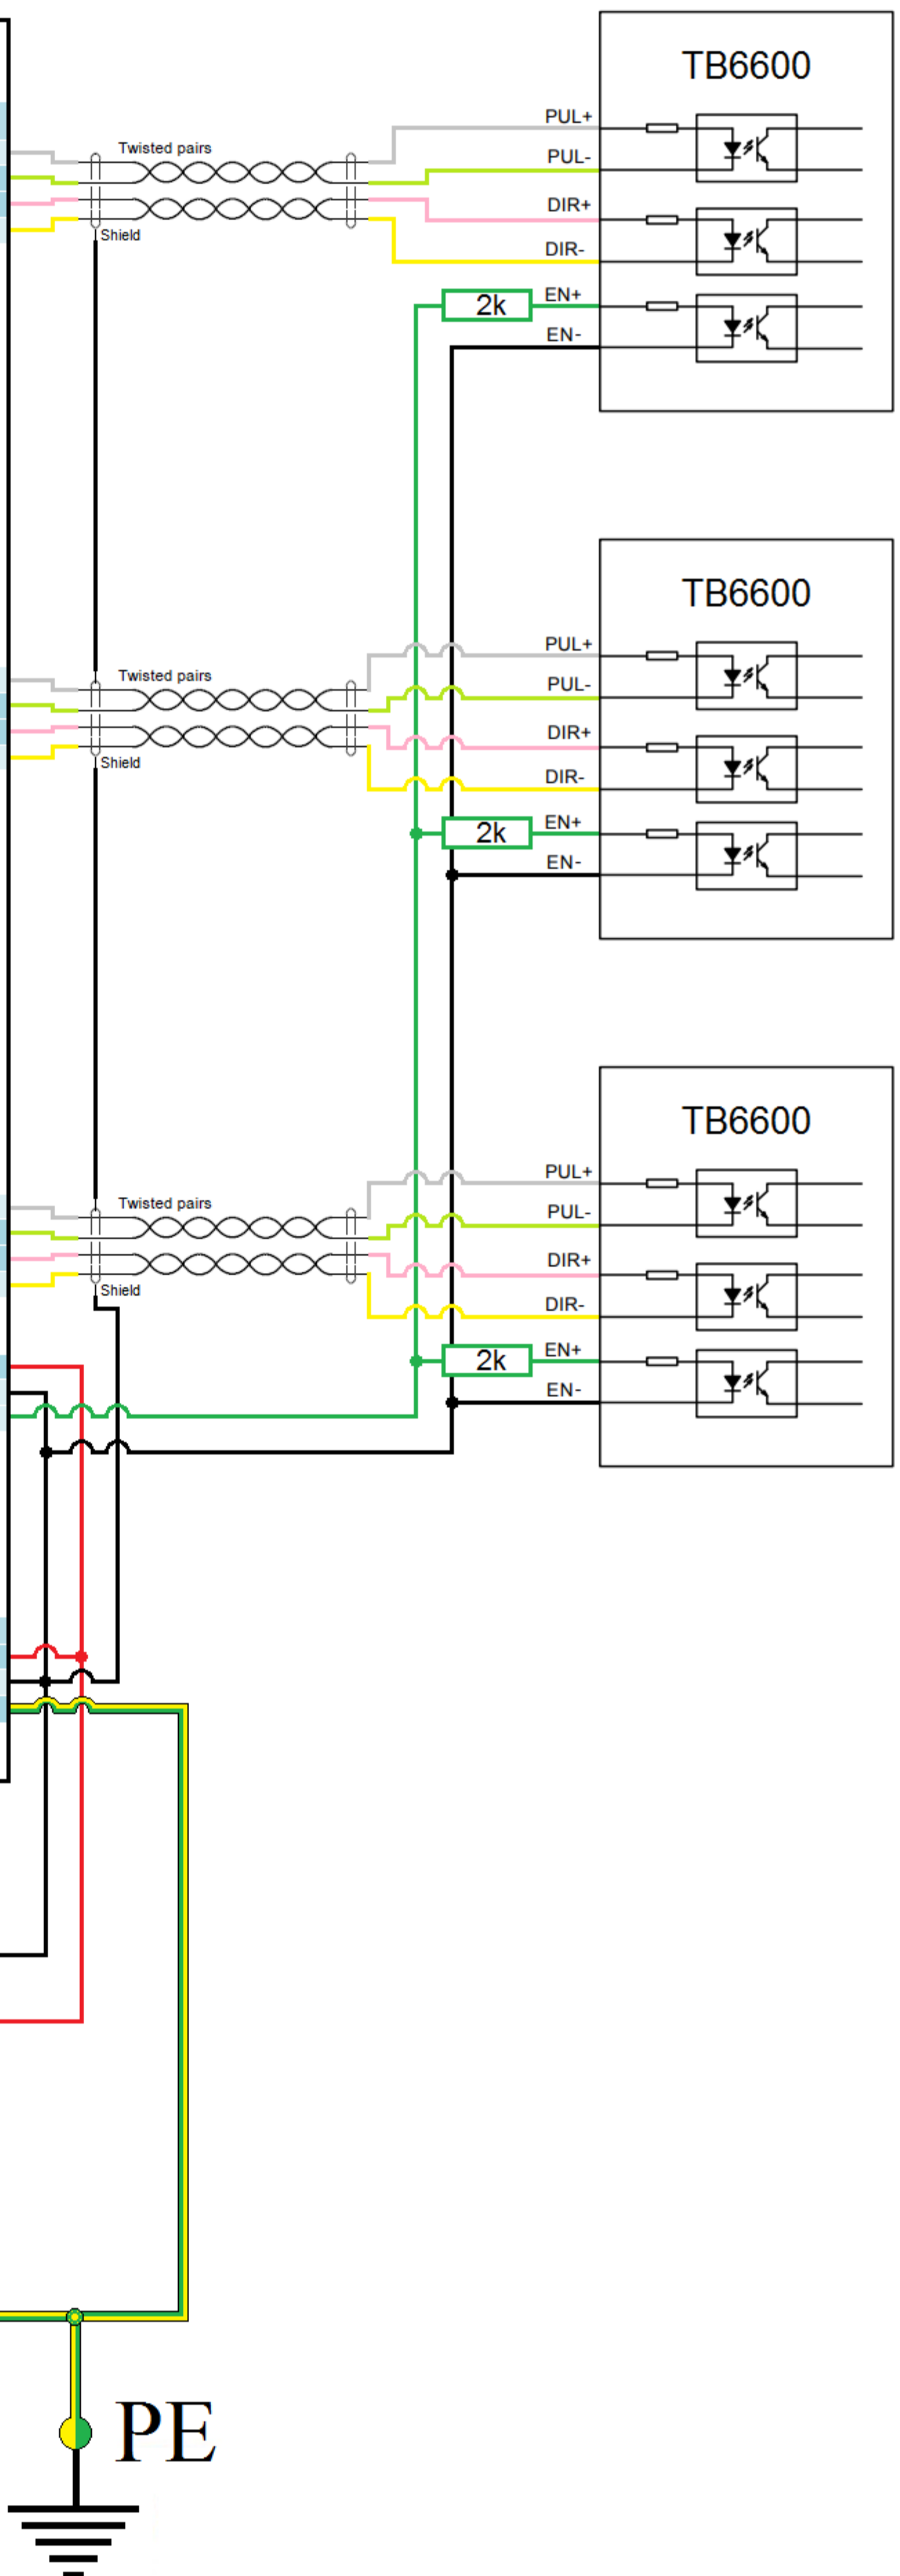 TB6600
PUL+
Twisted pairs
PUL-
DIR+
Shield
DIR-
EN+
2k
EN-
TB6600
PUL+
Twisted pairs
PUL-
DIR+
Shield
DIR-
EN+
2k
EN-
TB6600
PUL+
Twisted pairs
PUL-
DIR+
Shield
DIR-
EN+
2k
EN-
PE